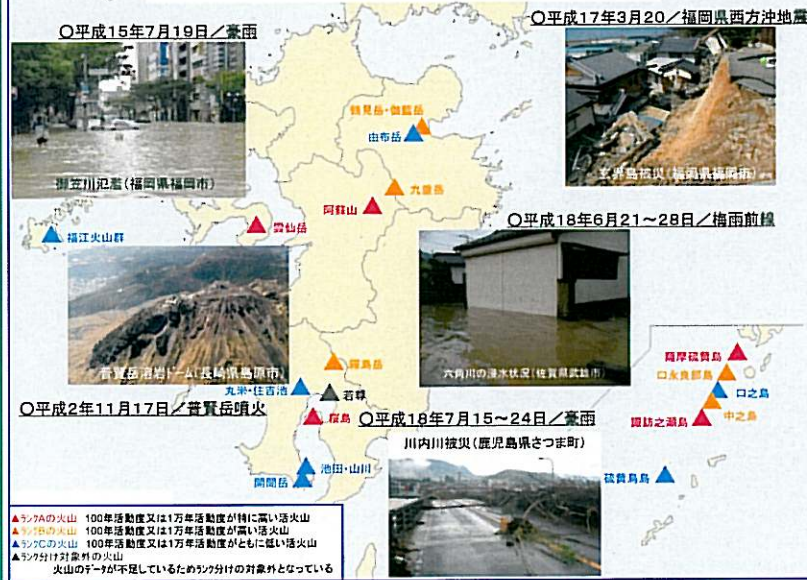 〇平成15年7月19日／豪雨
御笠川氾濫(福岡県福岡市)
〇平成17年3月20／福岡県西方沖地震
玄界島被災(福岡県福岡市)
鶴見岳・伽藍岳
由布岳
九重岳
阿蘇山
雲仙岳
福江火山群
〇平成18年6月21～28日／梅雨前線
六角川の浸水状況(佐賀県武雄市)
普賢岳溶岩ドーム(長崎県島原市)
〇平成2年11月17日／普賢岳噴火
霧島岳
丸米・住吉池
若尊
桜島
池田・山川
開聞岳
〇平成18年7月15～24日／豪雨
川内川被災(鹿児島県さつま町)
薩摩硫黄島
口永良部島
口之島
中之島
諏訪之瀬島
硫黄鳥島
▲ランクAの火山 100年活動度又は1万年活動度が特に高い活火山
▲ランクBの火山 100年活動度又は1万年活動度が高い活火山
▲ランクCの火山 100年活動度又は1万年活動度がともに低い活火山
▲ランク分け対象外の火山
火山のデータが不足しているためランク分けの対象外となっている